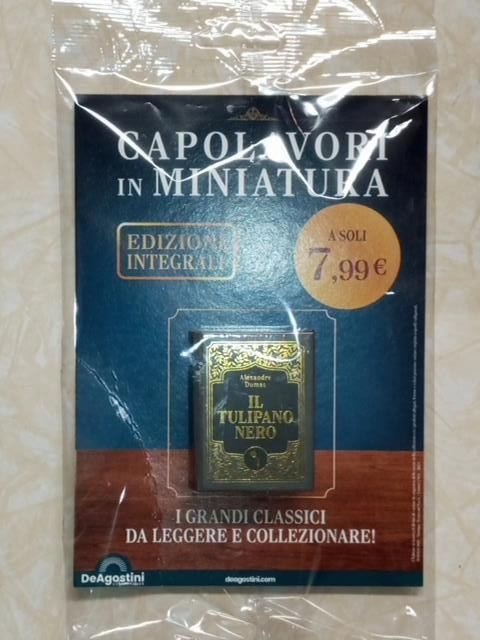 CAPOLAVORI
IN MINIATURA
EDIZIONE
INTEGRALE
A SOLI
7,99 €
Alexandre
Dumas
IL
TULIPANO
NERO
I GRANDI CLASSICI
DA LEGGERE E COLLEZIONARE!
DeAgostini
deagostini.com